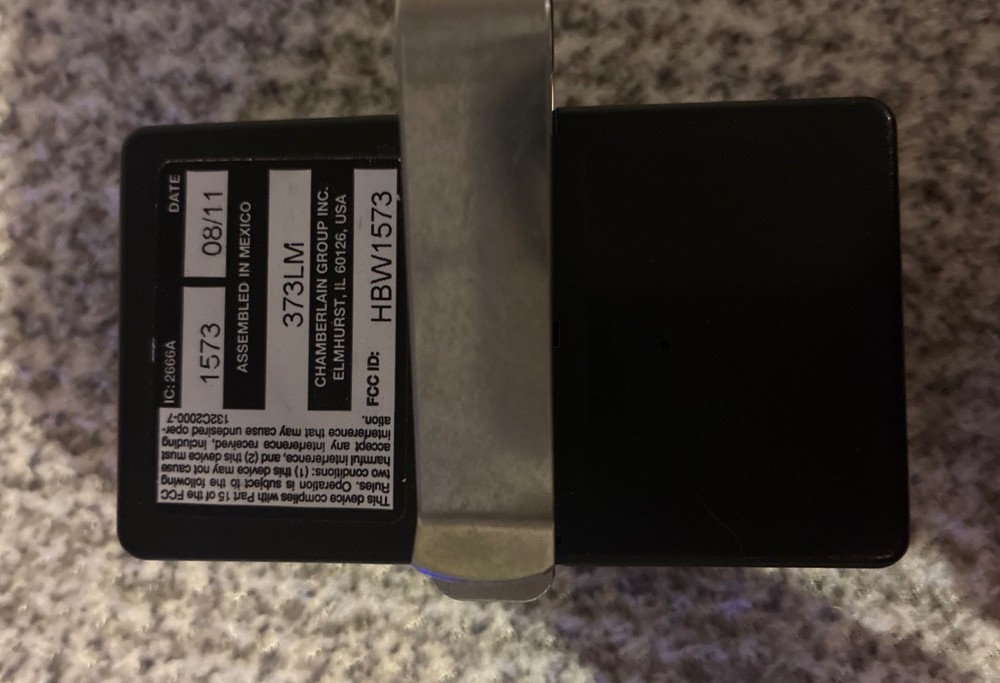 IC: 2666A
DATE
1573
08/11
ASSEMBLED IN MEXICO
373LM
CHAMBERLAIN GROUP INC.
ELMHURST, IL 60126, USA
FCC ID: HBW1573
This device complies with Part 15 of the FCC
Rules. Operation is subject to the following
two conditions: (1) this device may not cause
harmful interference, and (2) this device must
accept any interference received, including
interference that may cause undesired oper-
ation.
132C2000-7